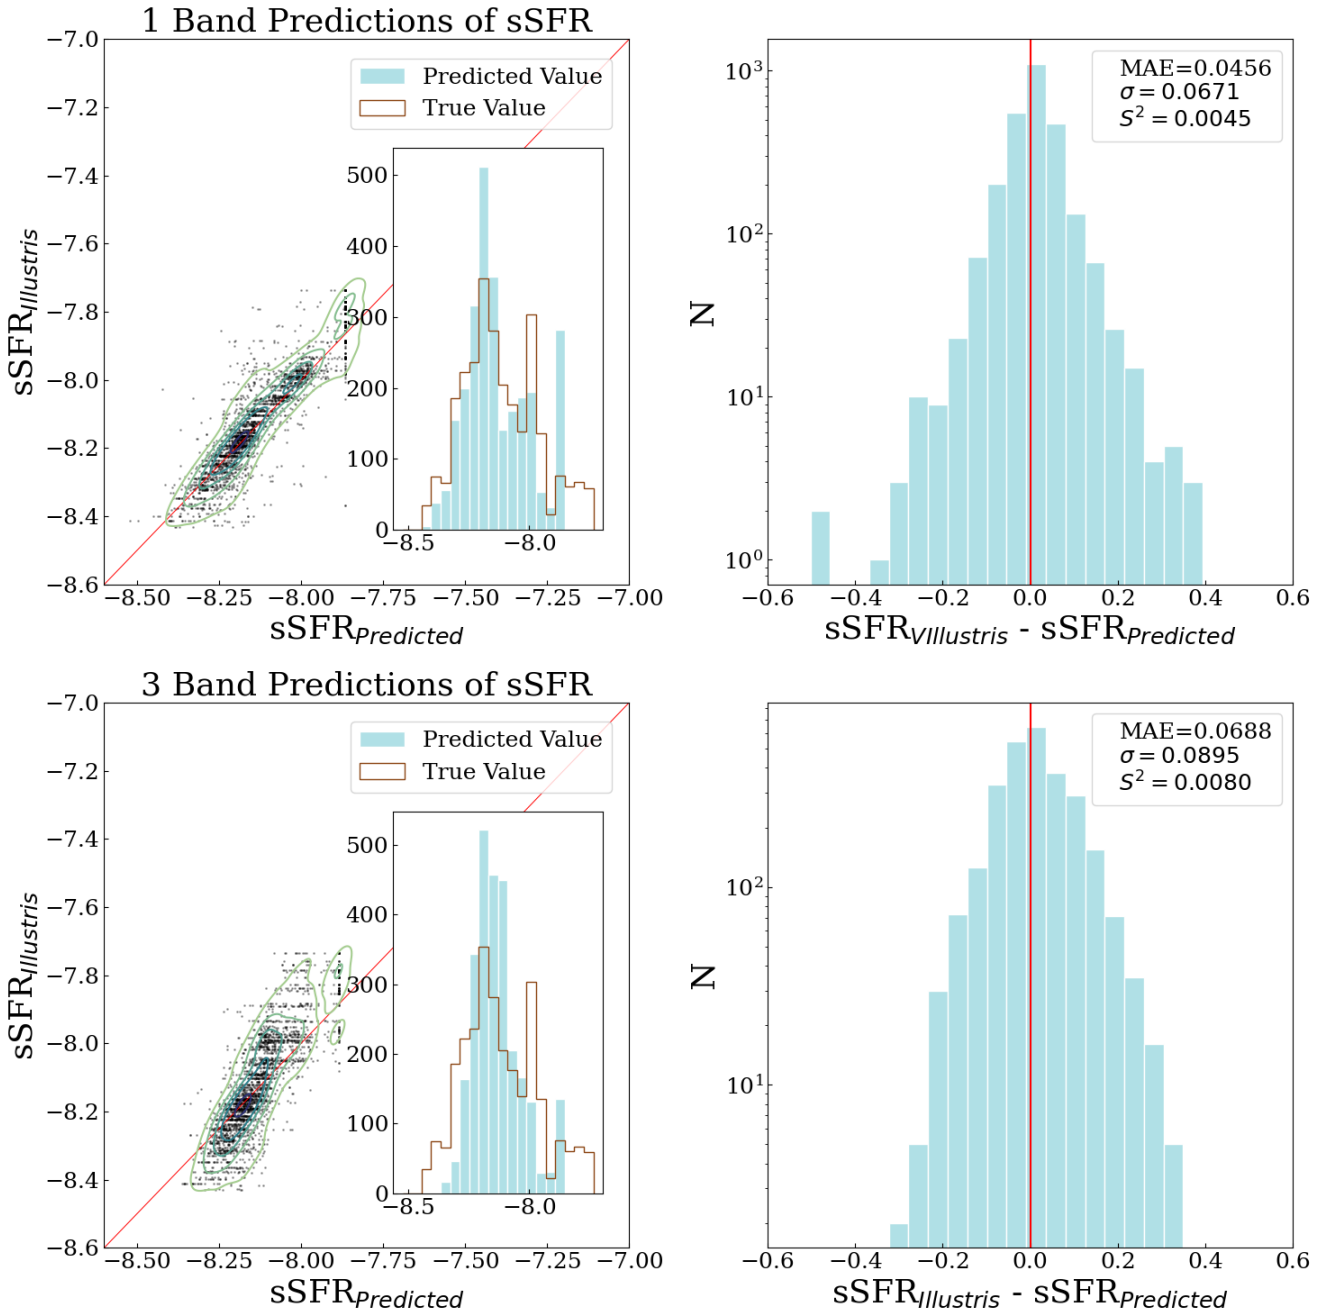 1 Band Predictions of sSFR
−7.0
−7.2
−7.4
−7.6
−7.8
−8.0
−8.2
−8.4
−8.6
sSFR_Illustris
Predicted Value
True Value
500
400
300
200
100
0
−8.5 −8.0
−8.50 −8.25 −8.00 −7.75 −7.50 −7.25 −7.00
sSFR_Predicted
10³
10²
10¹
10⁰
N
MAE=0.0456
σ = 0.0671
S² = 0.0045
−0.6 −0.4 −0.2 0.0 0.2 0.4 0.6
sSFR_VIllustris - sSFR_Predicted
3 Band Predictions of sSFR
−7.0
−7.2
−7.4
−7.6
−7.8
−8.0
−8.2
−8.4
−8.6
sSFR_Illustris
Predicted Value
True Value
500
400
300
200
100
0
−8.5 −8.0
−8.50 −8.25 −8.00 −7.75 −7.50 −7.25 −7.00
sSFR_Predicted
10²
10¹
N
MAE=0.0688
σ = 0.0895
S² = 0.0080
−0.6 −0.4 −0.2 0.0 0.2 0.4 0.6
sSFR_Illustris - sSFR_Predicted